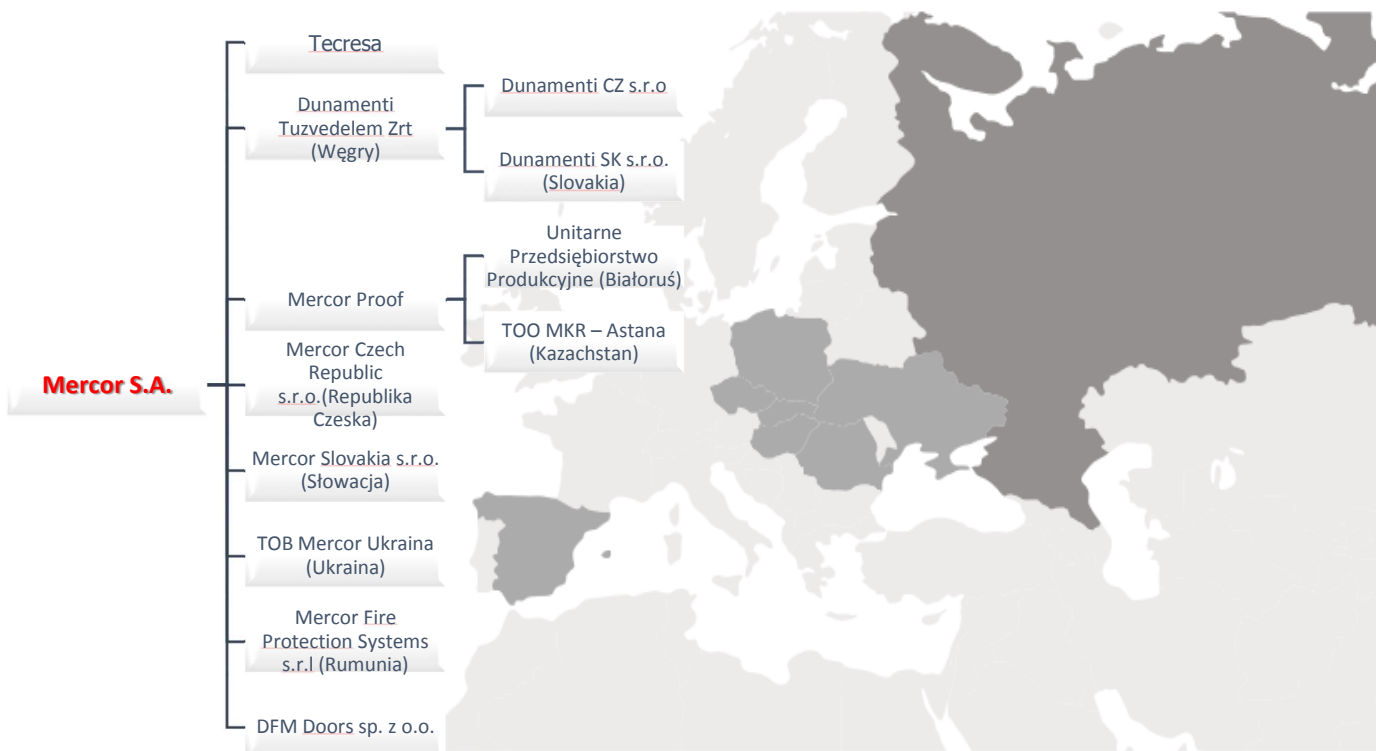 Mercor S.A.
Tecresa
Dunamenti
Tuzvedelem Zrt
(Węgry)
Dunamenti CZ s.r.o
Dunamenti SK s.r.o.
(Slovakia)
Mercor Proof
Unitarne
Przedsiębiorstwo
Produkcyjne (Białoruś)
TOO MKR – Astana
(Kazachstan)
Mercor Czech
Republic
s.r.o.(Republika
Czeska)
Mercor Slovakia s.r.o.
(Słowacja)
TOB Mercor Ukraina
(Ukraina)
Mercor Fire
Protection Systems
s.r.l (Rumunia)
DFM Doors sp. z o.o.